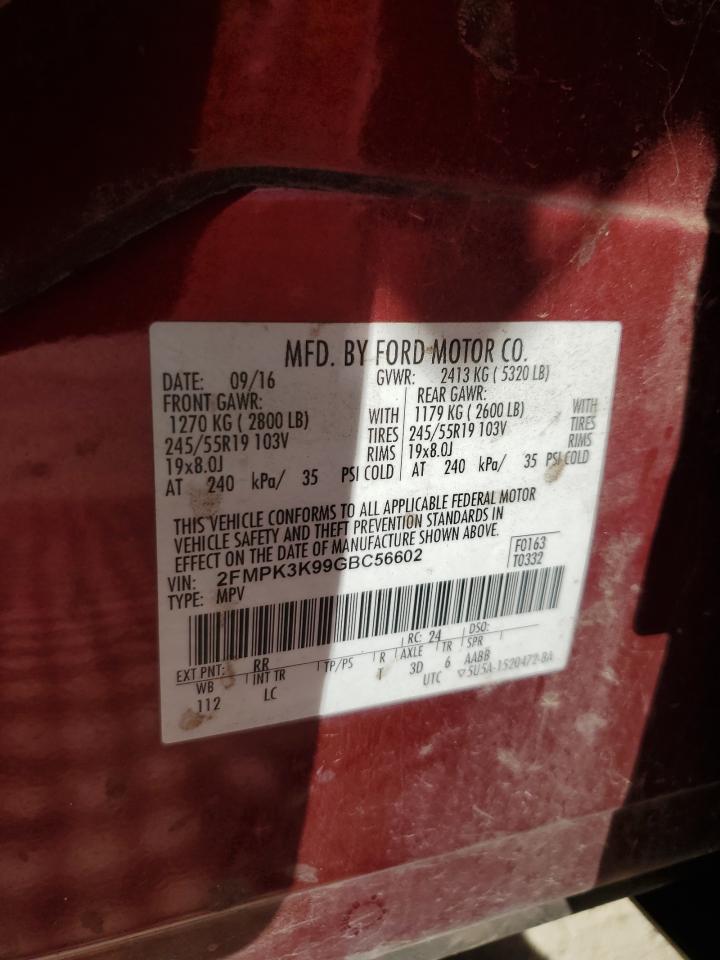 MFD. BY FORD MOTOR CO.
DATE: 09/16 GVWR: 2413 KG ( 5320 LB)
FRONT GAWR: REAR GAWR:
1270 KG ( 2800 LB) WITH 1179 KG ( 2600 LB) WITH
245/55R19 103V TIRES 245/55R19 103V TIRES
19x8.0J RIMS 19x8.0J RIMS
AT 240 kPa/ 35 PSI COLD AT 240 kPa/ 35 PSI COLD
THIS VEHICLE CONFORMS TO ALL APPLICABLE FEDERAL MOTOR
VEHICLE SAFETY AND THEFT PREVENTION STANDARDS IN
EFFECT ON THE DATE OF MANUFACTURE SHOWN ABOVE.
VIN: 2FMPK3K99GBC56602 F0163
TYPE: MPV T0332
EXT PNT: RR RC: 24 DSO:
WB INT TR TP/PS R AXLE TR SPR
112 LC T 3D 6 AABB
UTC ▽5U5A-1520472-BA